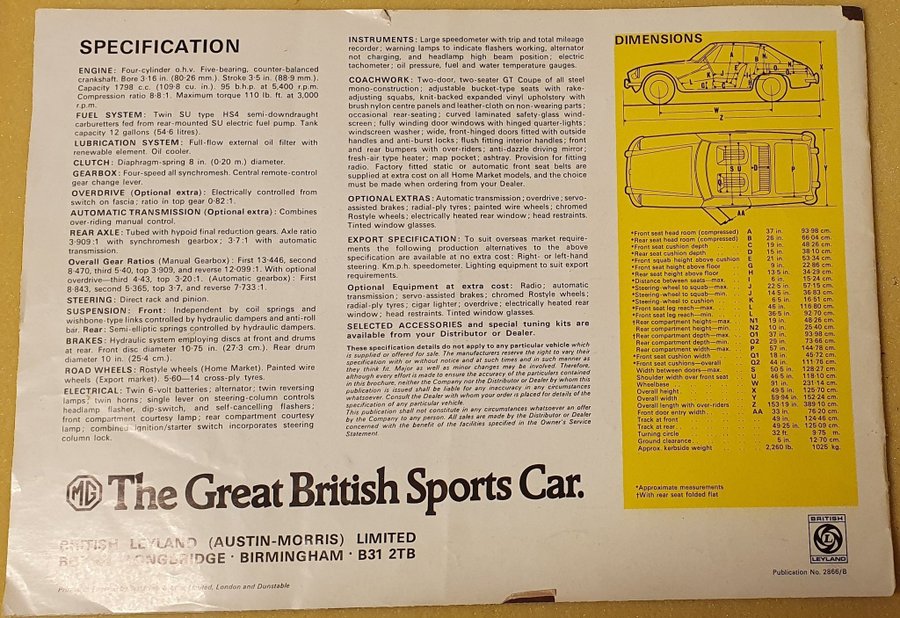 SPECIFICATION
ENGINE: Four-cylinder o.h.v. Five-bearing, counter-balanced
crankshaft. Bore 3·16 in. (80·26 mm.). Stroke 3·5 in. (88·9 mm.).
Capacity 1798 c.c. (109·8 cu. in.). 95 b.h.p. at 5,400 r.p.m.
Compression ratio 8·8:1. Maximum torque 110 lb. ft. at 3,000
r.p.m.
FUEL SYSTEM: Twin SU type HS4 semi-downdraught
carburetters fed from rear-mounted SU electric fuel pump. Tank
capacity 12 gallons (54·6 litres).
LUBRICATION SYSTEM: Full-flow external oil filter with
renewable element. Oil cooler.
CLUTCH: Diaphragm-spring 8 in. (0·20 m.) diameter.
GEARBOX: Four-speed all synchromesh. Central remote-control
gear change lever.
OVERDRIVE (Optional extra): Electrically controlled from
switch on fascia; ratio in top gear 0·82:1.
AUTOMATIC TRANSMISSION (Optional extra): Combines
over-riding manual control.
REAR AXLE: Tubed with hypoid final reduction gears. Axle ratio
3·909:1 with synchromesh gearbox; 3·7:1 with automatic
transmission.
Overall Gear Ratios (Manual Gearbox): First 13·446, second
8·470, third 5·40, top 3·909, and reverse 12·099:1. With optional
overdrive—third 4·43, top 3·20:1. (Automatic Gearbox): First
8·843, second 5·365, top 3·7, and reverse 7·733:1.
STEERING: Direct rack and pinion.
SUSPENSION: Front: Independent by coil springs and
wishbone-type links controlled by hydraulic dampers and anti-roll
bar. Rear: Semi-elliptic springs controlled by hydraulic dampers.
BRAKES: Hydraulic system employing discs at front and drums
at rear. Front disc diameter 10·75 in. (27·3 cm.). Rear drum
diameter 10 in. (25·4 cm.).
ROAD WHEELS: Rostyle wheels (Home Market). Painted wire
wheels (Export market). 5·60—14 cross-ply tyres.
ELECTRICAL: Twin 6-volt batteries; alternator; twin reversing
lamps; twin horns; single lever on steering-column controls
headlamp flasher, dip-switch, and self-cancelling flashers;
front compartment courtesy lamp; rear compartment courtesy
lamp; combined ignition/starter switch incorporates steering
column lock.
INSTRUMENTS: Large speedometer with trip and total mileage
recorder; warning lamps to indicate flashers working, alternator
not charging, and headlamp high beam position; electric
tachometer; oil pressure, fuel and water temperature gauges.
COACHWORK: Two-door, two-seater GT Coupe of all steel
mono-construction; adjustable bucket-type seats with rake-
adjusting squabs, knit-backed expanded vinyl upholstery with
brush nylon centre panels and leather-cloth on non-wearing parts;
occasional rear-seating; curved laminated safety-glass wind-
screen; fully winding door windows with hinged quarter-lights;
windscreen washer; wide, front-hinged doors fitted with outside
handles and anti-burst locks; flush fitting interior handles; front
and rear bumpers with over-riders; anti-dazzle driving mirror;
fresh-air type heater; map pocket; ashtray. Provision for fitting
radio. Factory fitted static or automatic front seat belts are
supplied at extra cost on all Home Market models, and the choice
must be made when ordering from your Dealer.
OPTIONAL EXTRAS: Automatic transmission; overdrive; servo-
assisted brakes; radial-ply tyres; painted wire wheels; chromed
Rostyle wheels; electrically heated rear window; head restraints.
Tinted window glasses.
EXPORT SPECIFICATION: To suit overseas market require-
ments the following production alternatives to the above
specification are available at no extra cost: Right- or left-hand
steering. Km.p.h. speedometer. Lighting equipment to suit export
requirements.
Optional Equipment at extra cost: Radio; automatic
transmission; servo-assisted brakes; chromed Rostyle wheels;
radial-ply tyres; cigar lighter; overdrive; electrically heated rear
window; head restraints. Tinted window glasses.
SELECTED ACCESSORIES and special tuning kits are
available from your Distributor or Dealer.
These specification details do not apply to any particular vehicle which
is supplied or offered for sale. The manufacturers reserve the right to vary their
specification with or without notice and at such times and in such manner as
they think fit. Major as well as minor changes may be involved. Therefore,
although every effort is made to ensure the accuracy of the particulars contained
in this brochure, neither the Company nor the Distributor or Dealer by whom this
publication is issued shall be liable for any inaccuracy in any circumstances
whatsoever. Consult the Dealer with whom your order is placed for details of the
specification of any particular vehicle.
This publication shall not constitute in any circumstances whatsoever an offer
by the Company to any person. All sales are made by the Distributor or Dealer
concerned with the benefit of the facilities specified in the Owner's Service
Statement.
DIMENSIONS
W
Z
X
S U D P Y
AA
*Front seat head room (compressed) A 37 in. 93·98 cm.
*Rear seat head room (compressed) B 26 in. 66·04 cm.
*Front seat cushion depth C 19 in. 48·26 cm.
*Rear seat cushion depth D 15 in. 38·10 cm.
*Front squab height above cushion E 21 in. 53·34 cm.
*Front seat height above floor G 9 in. 22·86 cm.
*Rear seat height above floor H 13·5 in. 34·29 cm.
*Distance between seats—max. I 6 in. 15·24 cm.
*Steering-wheel to squab—max. J 22·5 in. 57·15 cm.
*Steering-wheel to squab—min. J 14·5 in. 36·83 cm.
*Steering-wheel to cushion K 6·5 in. 16·51 cm.
*Front seat leg reach—max. L 46 in. 116·80 cm.
*Front seat leg reach—min. L 36·5 in. 92·70 cm.
†Rear compartment height—max. N1 19 in. 48·26 cm.
Rear compartment height—min. N2 10 in. 25·40 cm.
†Rear compartment depth—max. O1 37 in. 93·98 cm.
Rear compartment depth—min. O2 29 in. 73·66 cm.
Rear compartment width—max. P 57 in. 144·78 cm.
*Front seat cushion width Q1 18 in. 45·72 cm.
*Front seat cushions—overall Q2 44 in. 111·76 cm.
Width between doors—max. S 50·5 in. 128·27 cm.
Shoulder width over front seat U 46·5 in. 118·10 cm.
Wheelbase W 91 in. 231·14 cm.
Overall height X 49·5 in. 125·70 cm.
Overall width Y 59·94 in. 152·24 cm.
Overall length with over-riders Z 153·19 in. 389·10 cm.
Front door entry width AA 33 in. 76·20 cm.
Track at front 49 in. 124·46 cm.
Track at rear 49·25 in. 125·09 cm.
Turning circle 32 ft. 9·75 m.
Ground clearance 5 in. 12·70 cm.
Approx. kerbside weight 2,260 lb. 1025 kg.
*Approximate measurements
†With rear seat folded flat
MG The Great British Sports Car.
BRITISH LEYLAND (AUSTIN-MORRIS) LIMITED
LONGBRIDGE · BIRMINGHAM · B31 2TB
Limited, London and Dunstable
BRITISH
L
LEYLAND
Publication No. 2866/B